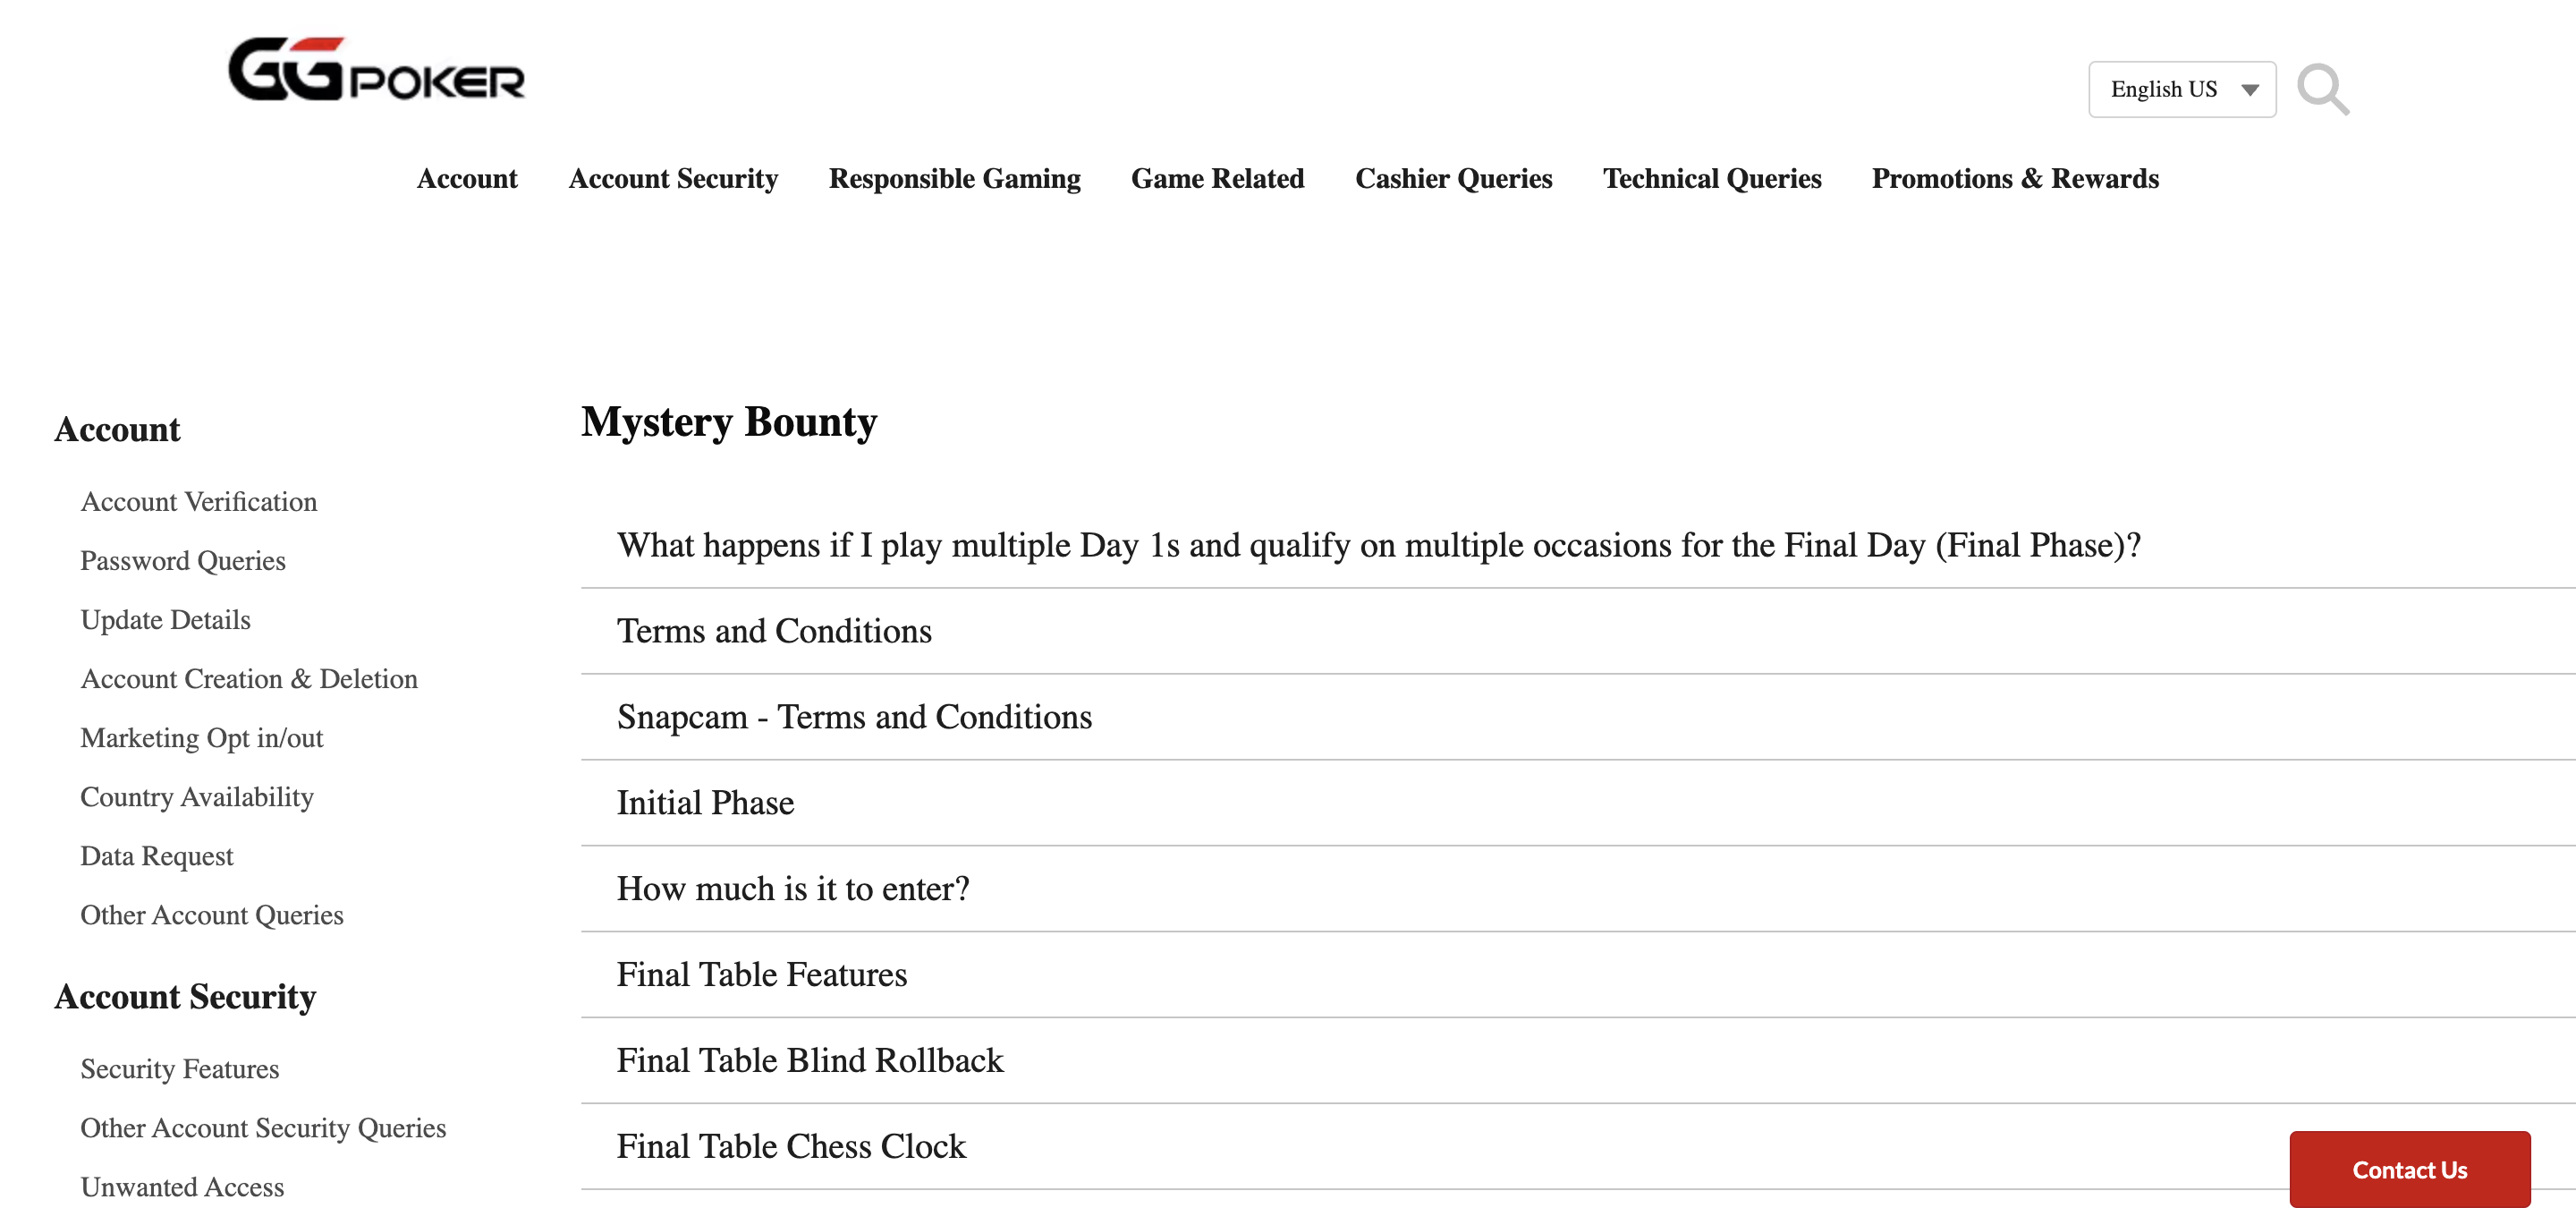 GGPOKER
English US
Account
Account Security
Responsible Gaming
Game Related
Cashier Queries
Technical Queries
Promotions & Rewards
Account
Account Verification
Password Queries
Update Details
Account Creation & Deletion
Marketing Opt in/out
Country Availability
Data Request
Other Account Queries
Account Security
Security Features
Other Account Security Queries
Unwanted Access
Mystery Bounty
What happens if I play multiple Day 1s and qualify on multiple occasions for the Final Day (Final Phase)?
Terms and Conditions
Snapcam - Terms and Conditions
Initial Phase
How much is it to enter?
Final Table Features
Final Table Blind Rollback
Final Table Chess Clock
Contact Us